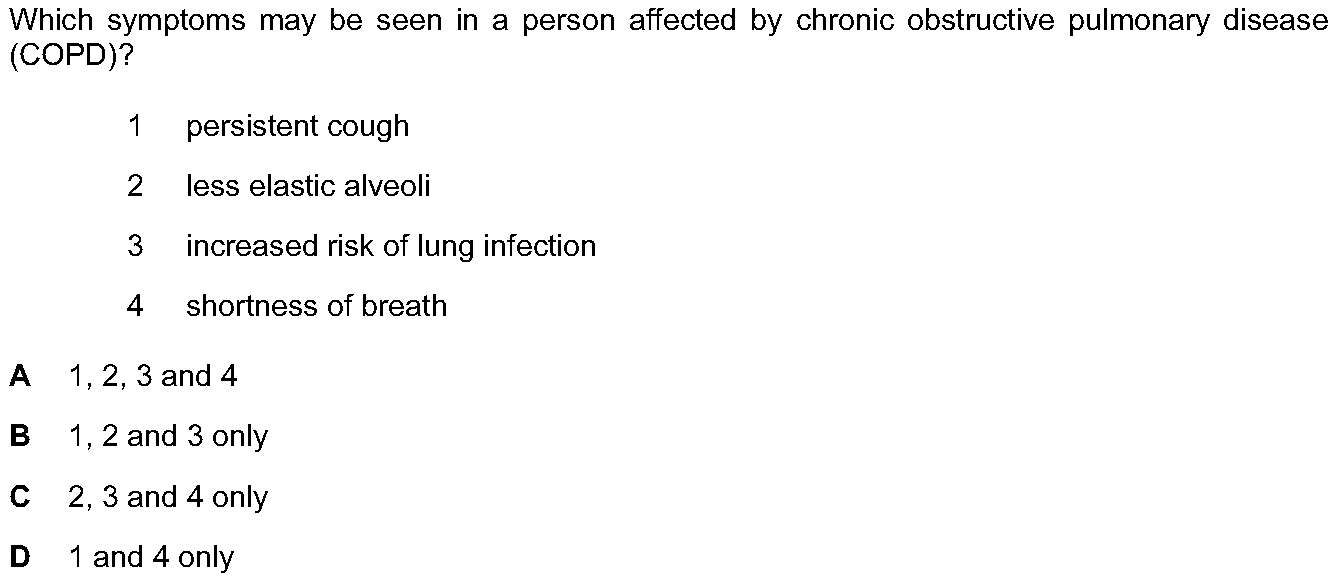 Which symptoms may be seen in a person affected by chronic obstructive pulmonary disease
(COPD)?
1 persistent cough
2 less elastic alveoli
3 increased risk of lung infection
4 shortness of breath
A 1, 2, 3 and 4
B 1, 2 and 3 only
C 2, 3 and 4 only
D 1 and 4 only